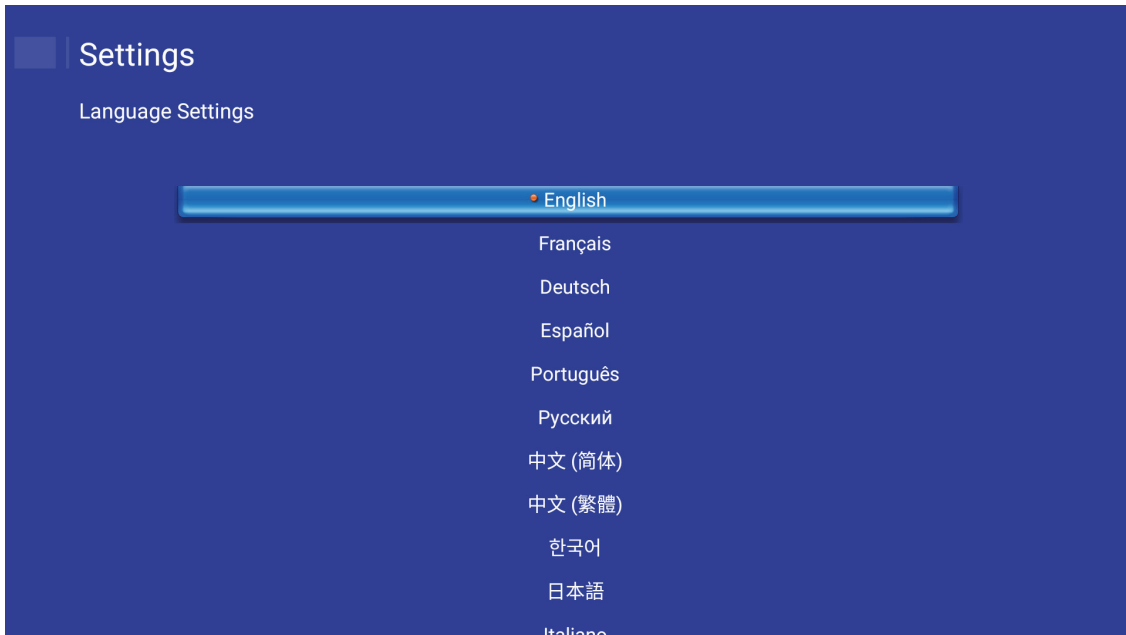 Settings
Language Settings
English
Français
Deutsch
Español
Português
Русский
中文 (简体)
中文 (繁體)
한국어
日本語
Italiano